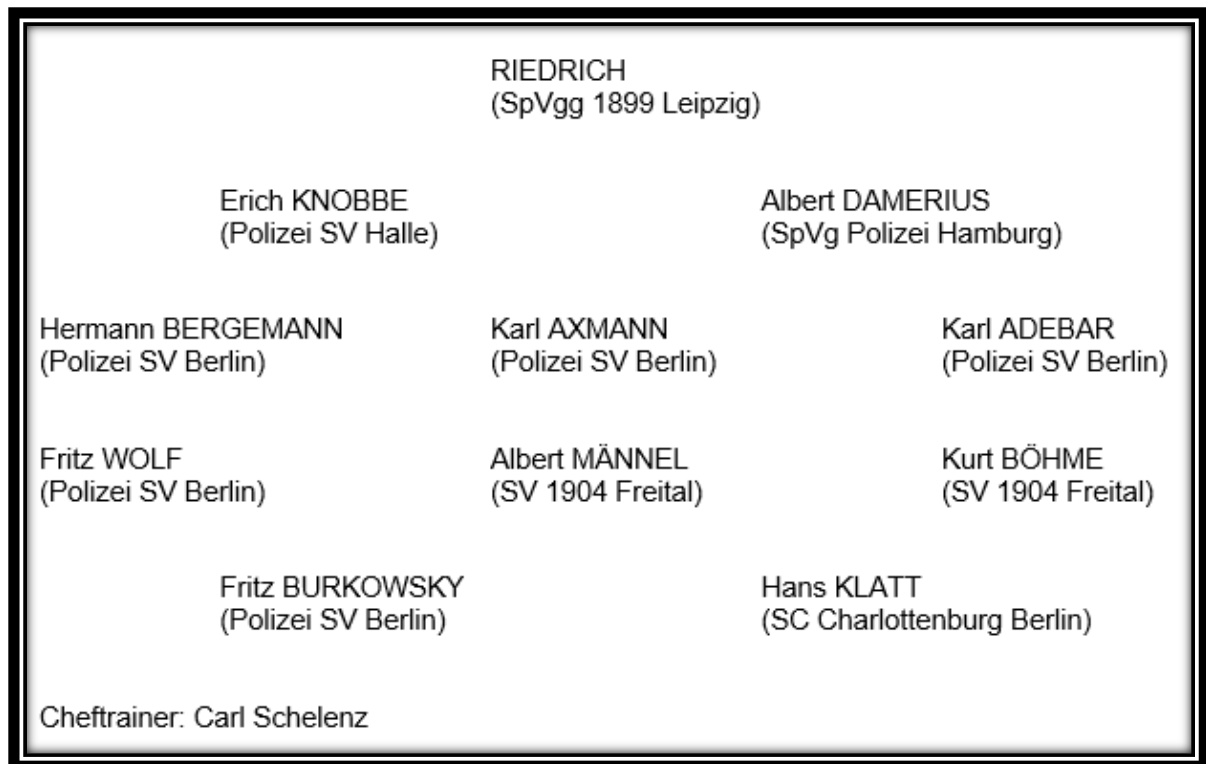 RIEDRICH
(SpVgg 1899 Leipzig)
Erich KNOBBE
(Polizei SV Halle)
Albert DAMERIUS
(SpVg Polizei Hamburg)
Hermann BERGEMANN
(Polizei SV Berlin)
Karl AXMANN
(Polizei SV Berlin)
Karl ADEBAR
(Polizei SV Berlin)
Fritz WOLF
(Polizei SV Berlin)
Albert MÄNNEL
(SV 1904 Freital)
Kurt BÖHME
(SV 1904 Freital)
Fritz BURKOWSKY
(Polizei SV Berlin)
Hans KLATT
(SC Charlottenburg Berlin)
Cheftrainer: Carl Schelenz